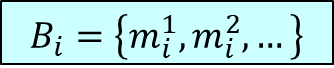 B_i = {m_i^1, m_i^2, …}